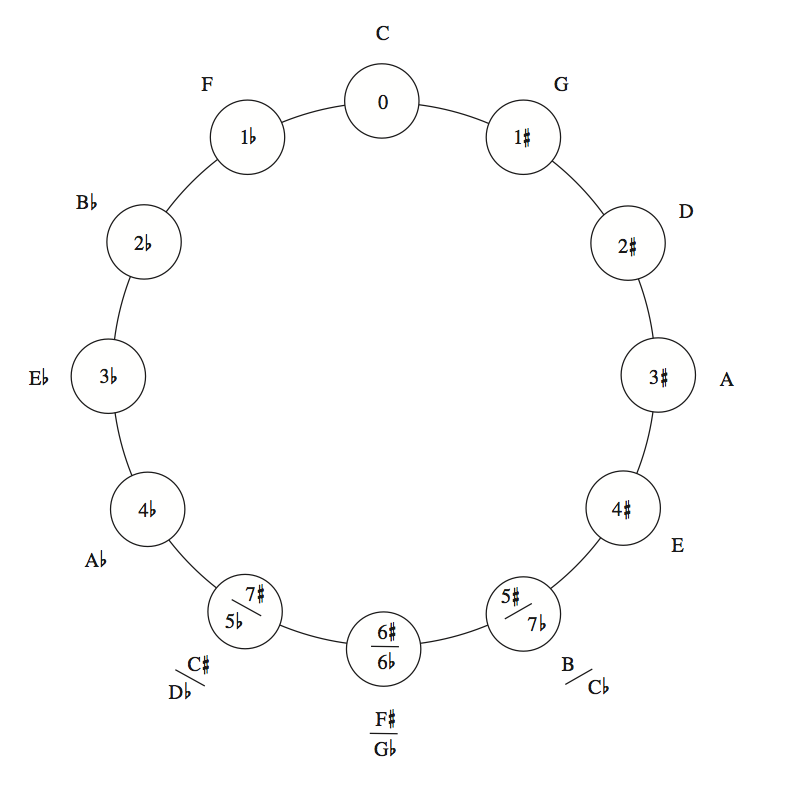 C
F
G
0
1♭
1♯
B♭
D
2♭
2♯
E♭
3♭
3♯
A
4♭
4♯
A♭
E
7♯
5♭
5♯
7♭
6♯
6♭
C♯
D♭
B
C♭
F♯
G♭